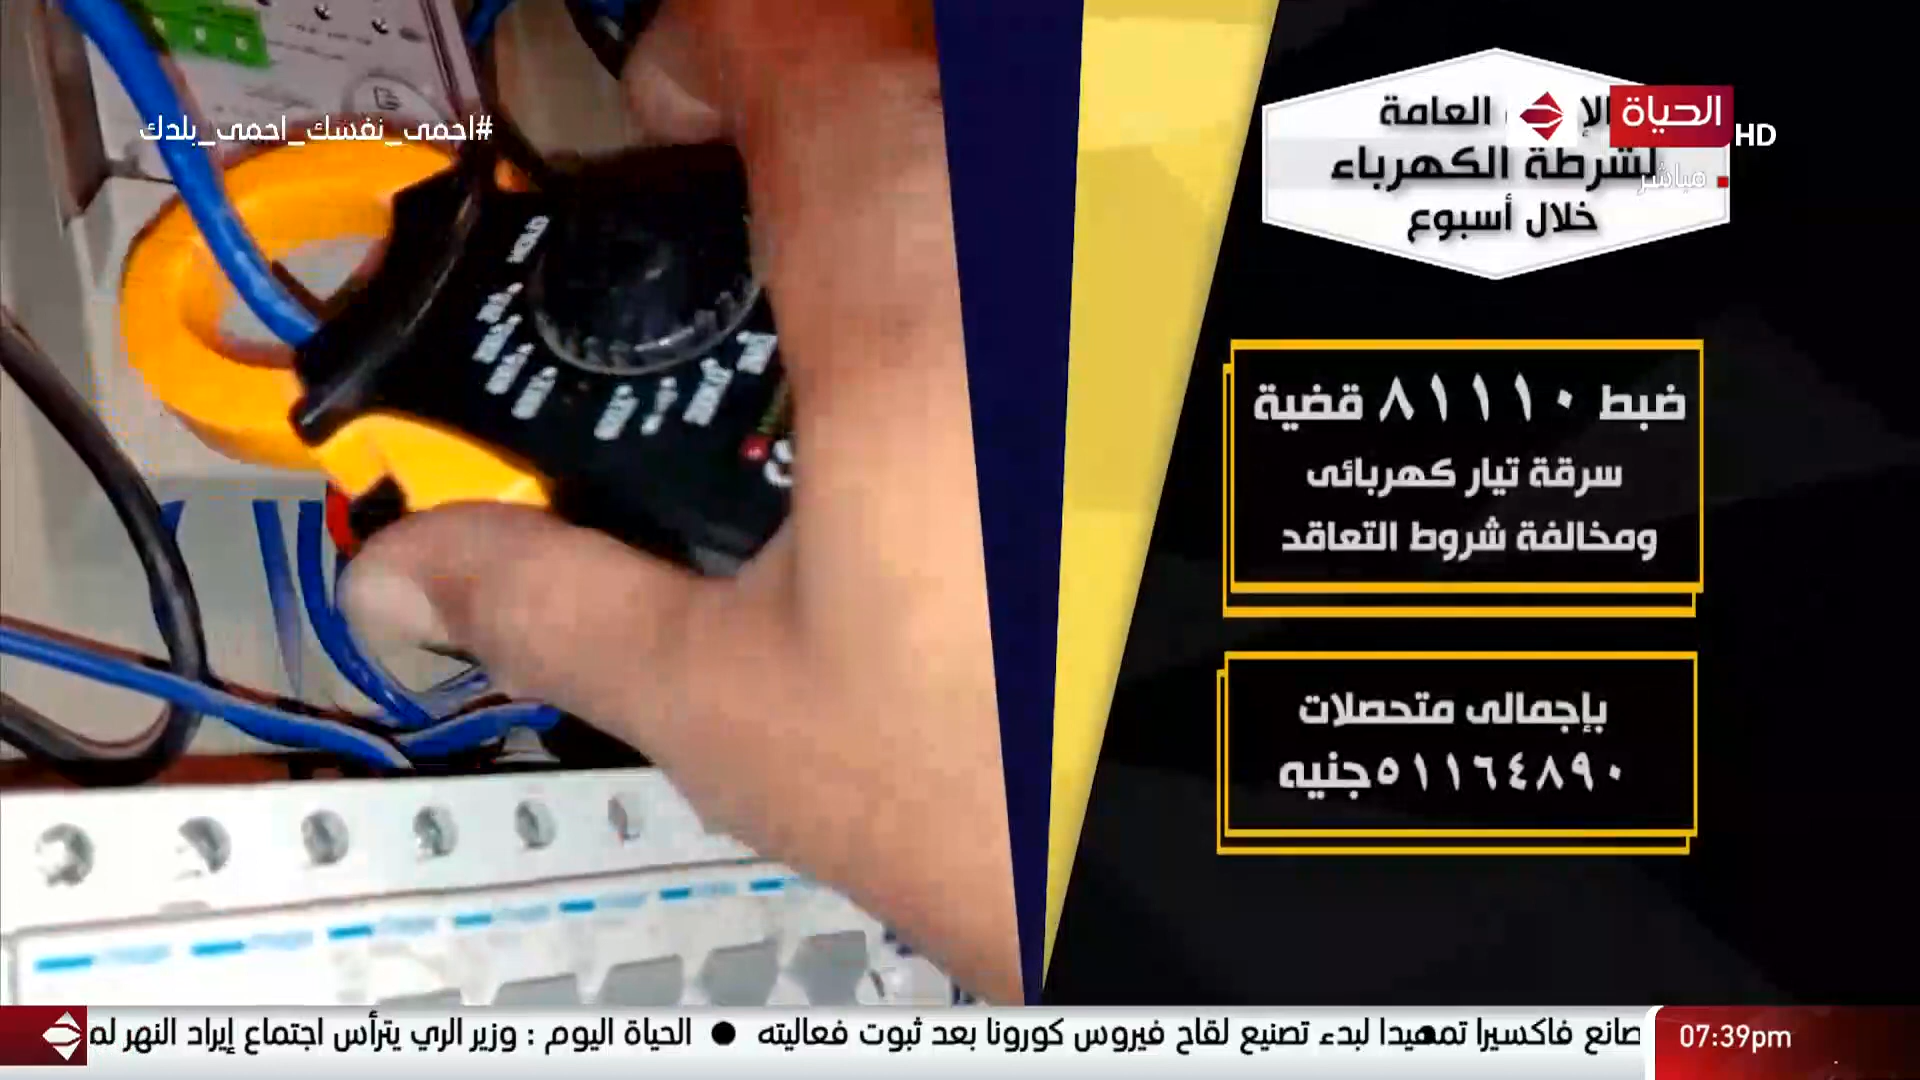 #احمى_نفسك_احمى_بلدك
العامة
لشرطة الكهرباء
خلال أسبوع
الحياة
HD
مباشر
ضبط ٨١١١٠ قضية
سرقة تيار كهربائى
ومخالفة شروط التعاقد
بإجمالى متحصلات
٥١١٦٤٨٩٠ جنيه
صانع فاكسيرا تمهيدا لبدء تصنيع لقاح فيروس كورونا بعد ثبوت فعاليته ● الحياة اليوم : وزير الري يترأس اجتماع إيراد النهر
07:39pm